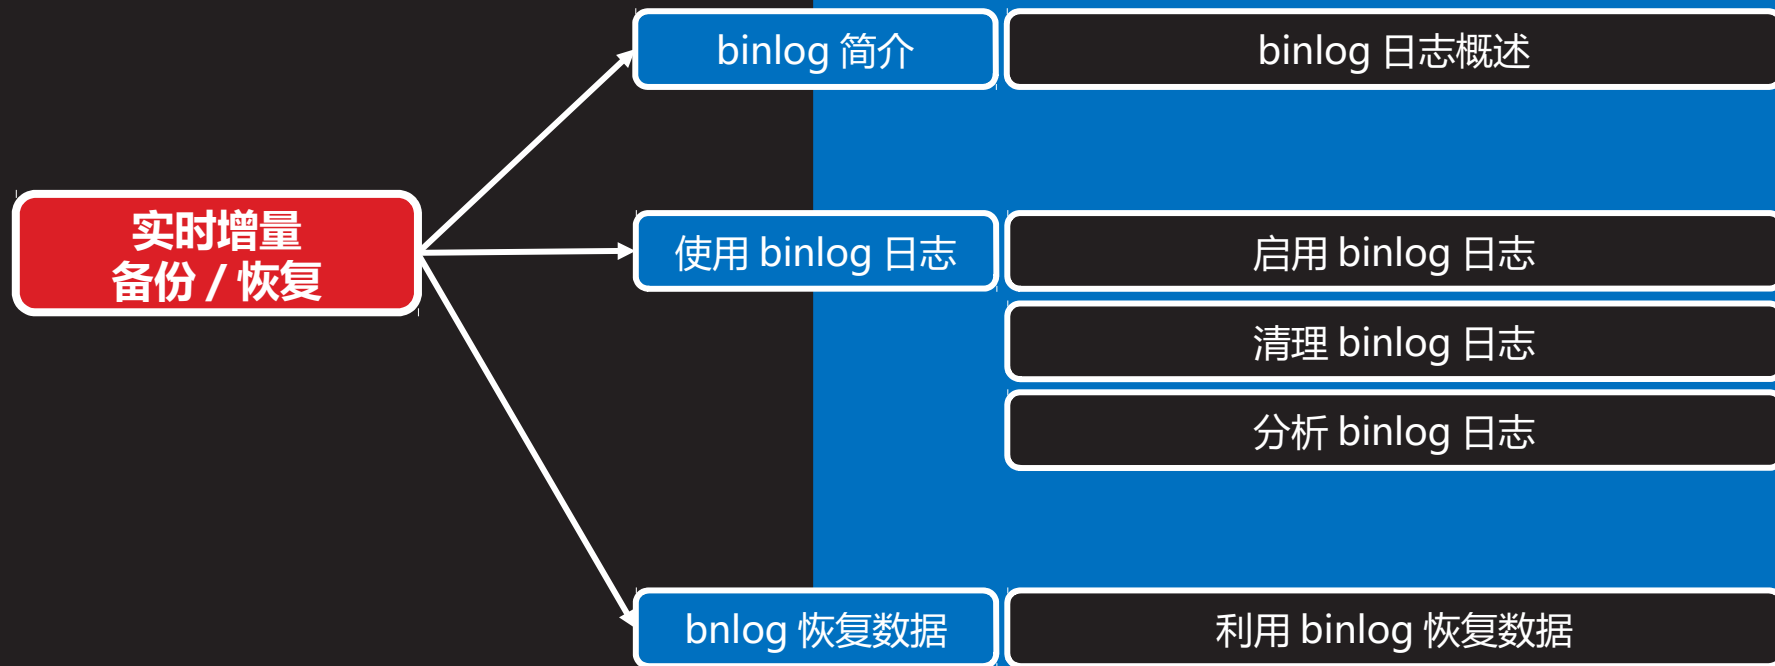 binlog 简介
binlog 日志概述
实时增量
备份 / 恢复
使用 binlog 日志
启用 binlog 日志
清理 binlog 日志
分析 binlog 日志
bnlog 恢复数据
利用 binlog 恢复数据